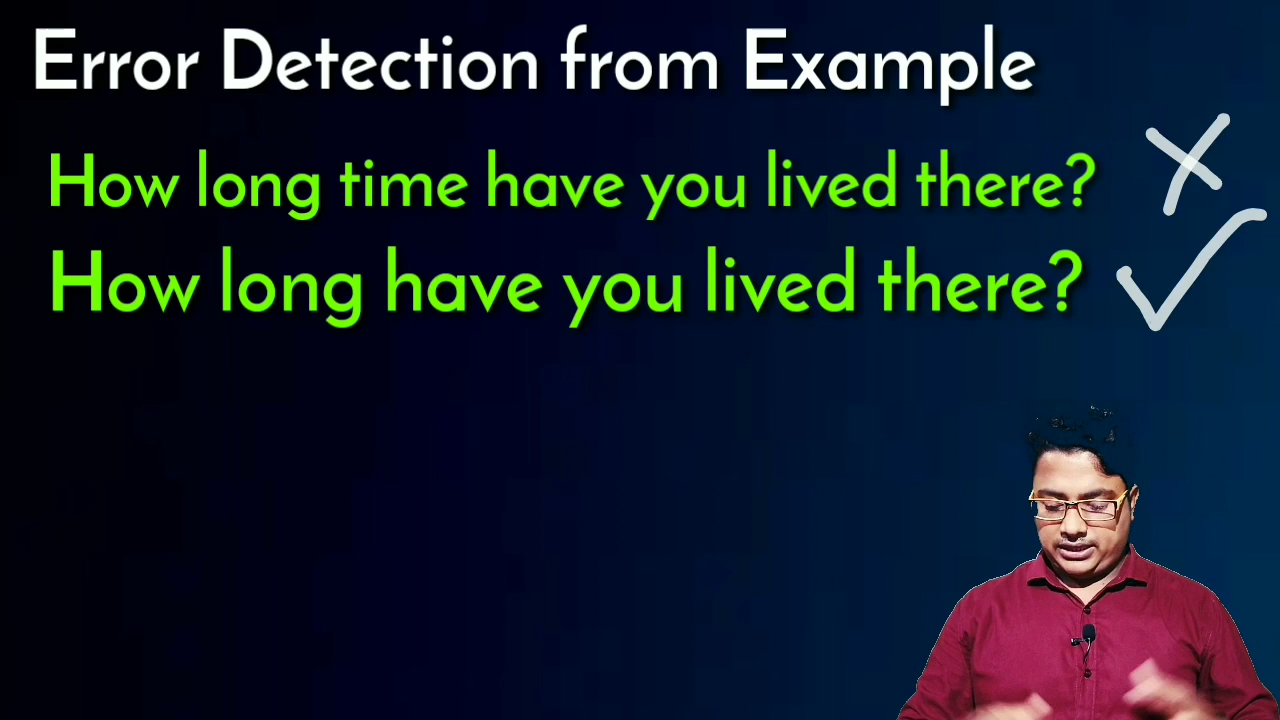 Error Detection from Example
How long time have you lived there?
How long have you lived there?